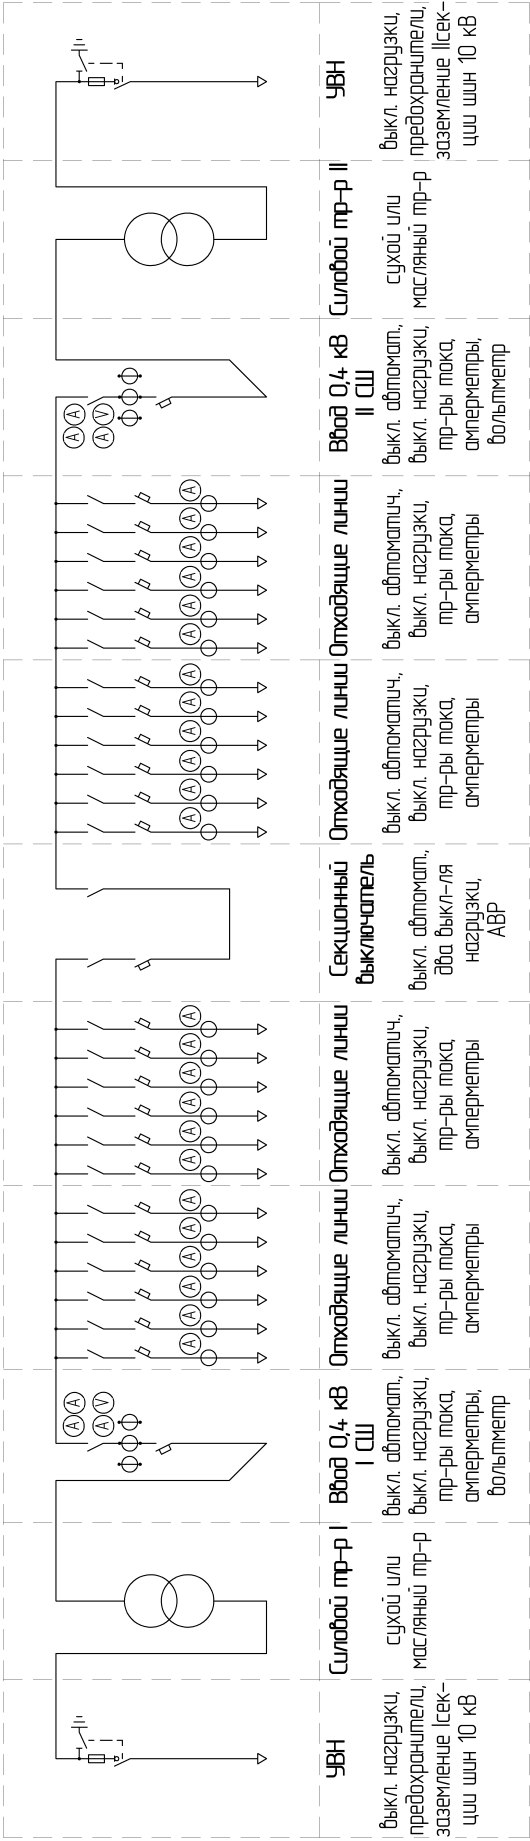 УВН
выкл. нагрузки,
предохранители,
заземление Iсек-
ции шин 10 кВ
Силовой тр-р I
сухой или
масляный тр-р
Ввод 0,4 кВ
I СШ
выкл. автомат.,
выкл. нагрузки,
тр-ры тока,
амперметры,
вольтметр
A A
A V
Отходящие линии
выкл. автоматич.,
выкл. нагрузки,
тр-ры тока,
амперметры
A A A A A A
Отходящие линии
выкл. автоматич.,
выкл. нагрузки,
тр-ры тока,
амперметры
A A A A A A
Секционный
выключатель
выкл. автомат.,
два выкл-ля
нагрузки,
АВР
Отходящие линии
выкл. автоматич.,
выкл. нагрузки,
тр-ры тока,
амперметры
A A A A A A
Отходящие линии
выкл. автоматич.,
выкл. нагрузки,
тр-ры тока,
амперметры
A A A A A A
Ввод 0,4 кВ
II СШ
выкл. автомат.,
выкл. нагрузки,
тр-ры тока,
амперметры,
вольтметр
A A
A V
Силовой тр-р II
сухой или
масляный тр-р
УВН
выкл. нагрузки,
предохранители,
заземление IIсек-
ции шин 10 кВ